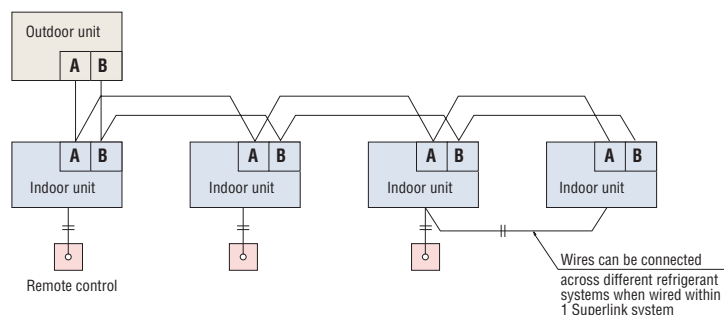 Outdoor unit
A B
A B
Indoor unit
A B
Indoor unit
A B
Indoor unit
A B
Indoor unit
Remote control
Wires can be connected
across different refrigerant
systems when wired within
1 Superlink system